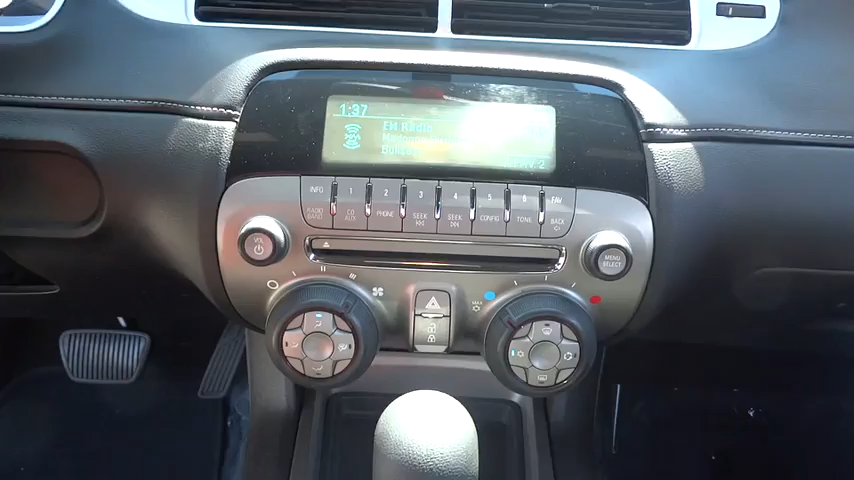 1:37
FM Radio
FAV 2
INFO 1 2 3 4 5 6 FAV
RADIO BAND CD AUX PHONE SEEK SEEK CONFIG TONE BACK
VOL
MENU SELECT
MAX